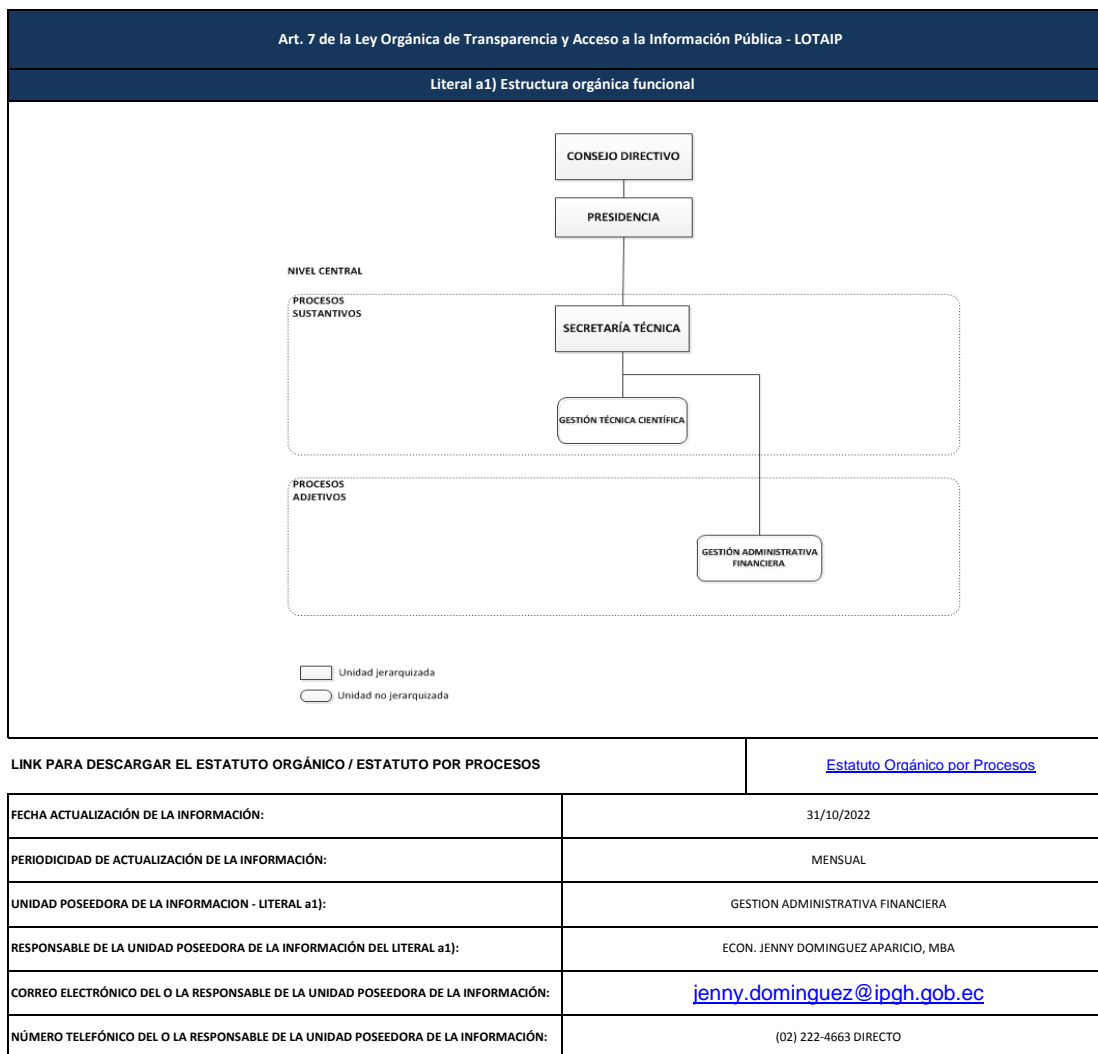 Art. 7 de la Ley Orgánica de Transparencia y Acceso a la Información Pública - LOTAIP
Literal a1) Estructura orgánica funcional
CONSEJO DIRECTIVO
PRESIDENCIA
NIVEL CENTRAL
PROCESOS
SUSTANTIVOS
SECRETARÍA TÉCNICA
GESTIÓN TÉCNICA CIENTÍFICA
PROCESOS
ADJETIVOS
GESTIÓN ADMINISTRATIVA
FINANCIERA
Unidad jerarquizada
Unidad no jerarquizada
LINK PARA DESCARGAR EL ESTATUTO ORGÁNICO / ESTATUTO POR PROCESOS
Estatuto Orgánico por Procesos
FECHA ACTUALIZACIÓN DE LA INFORMACIÓN:
31/10/2022
PERIODICIDAD DE ACTUALIZACIÓN DE LA INFORMACIÓN:
MENSUAL
UNIDAD POSEEDORA DE LA INFORMACION - LITERAL a1):
GESTION ADMINISTRATIVA FINANCIERA
RESPONSABLE DE LA UNIDAD POSEEDORA DE LA INFORMACIÓN DEL LITERAL a1):
ECON. JENNY DOMINGUEZ APARICIO, MBA
CORREO ELECTRÓNICO DEL O LA RESPONSABLE DE LA UNIDAD POSEEDORA DE LA INFORMACIÓN:
jenny.dominguez@ipgh.gob.ec
NÚMERO TELEFÓNICO DEL O LA RESPONSABLE DE LA UNIDAD POSEEDORA DE LA INFORMACIÓN:
(02) 222-4663 DIRECTO